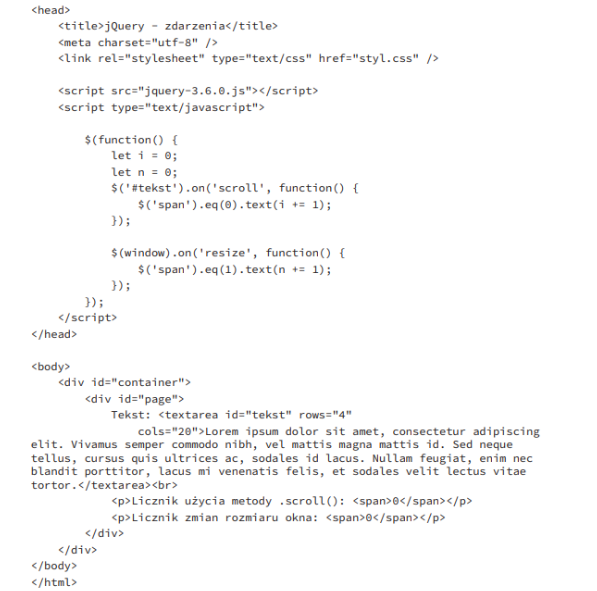 <head>
    <title>jQuery - zdarzenia</title>
    <meta charset="utf-8" />
    <link rel="stylesheet" type="text/css" href="styl.css" />

    <script src="jquery-3.6.0.js"></script>
    <script type="text/javascript">

        $(function() {
            let i = 0;
            let n = 0;
            $('#tekst').on('scroll', function() {
                $('span').eq(0).text(i += 1);
            });

            $(window).on('resize', function() {
                $('span').eq(1).text(n += 1);
            });
        });
    </script>
</head>

<body>
    <div id="container">
        <div id="page">
            Tekst: <textarea id="tekst" rows="4"
                cols="20">Lorem ipsum dolor sit amet, consectetur adipiscing
elit. Vivamus semper commodo nibh, vel mattis magna mattis id. Sed neque
tellus, cursus quis ultrices ac, sodales id lacus. Nullam feugiat, enim nec
blandit porttitor, lacus mi venenatis felis, et sodales velit lectus vitae
tortor.</textarea><br>
            <p>Licznik użycia metody .scroll(): <span>0</span></p>
            <p>Licznik zmian rozmiaru okna: <span>0</span></p>
        </div>
    </div>
</body>
</html>